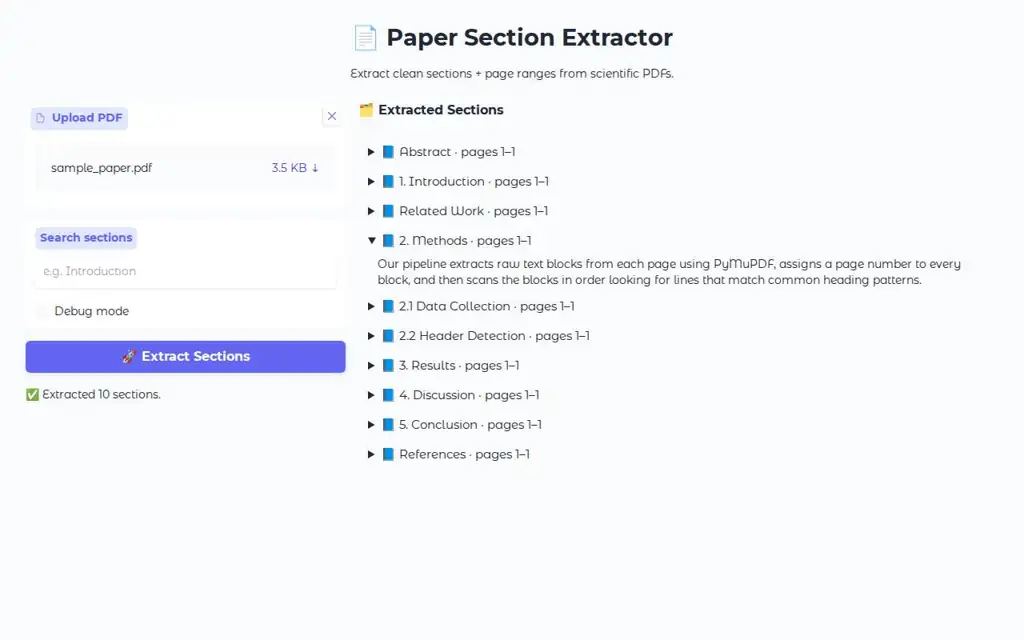 Paper Section Extractor
Extract clean sections + page ranges from scientific PDFs.
Upload PDF
sample_paper.pdf
3.5 KB ↓
Search sections
e.g. Introduction
Debug mode
Extract Sections
Extracted 10 sections.
Extracted Sections
Abstract · pages 1–1
1. Introduction · pages 1–1
Related Work · pages 1–1
2. Methods · pages 1–1
Our pipeline extracts raw text blocks from each page using PyMuPDF, assigns a page number to every
block, and then scans the blocks in order looking for lines that match common heading patterns.
2.1 Data Collection · pages 1–1
2.2 Header Detection · pages 1–1
3. Results · pages 1–1
4. Discussion · pages 1–1
5. Conclusion · pages 1–1
References · pages 1–1